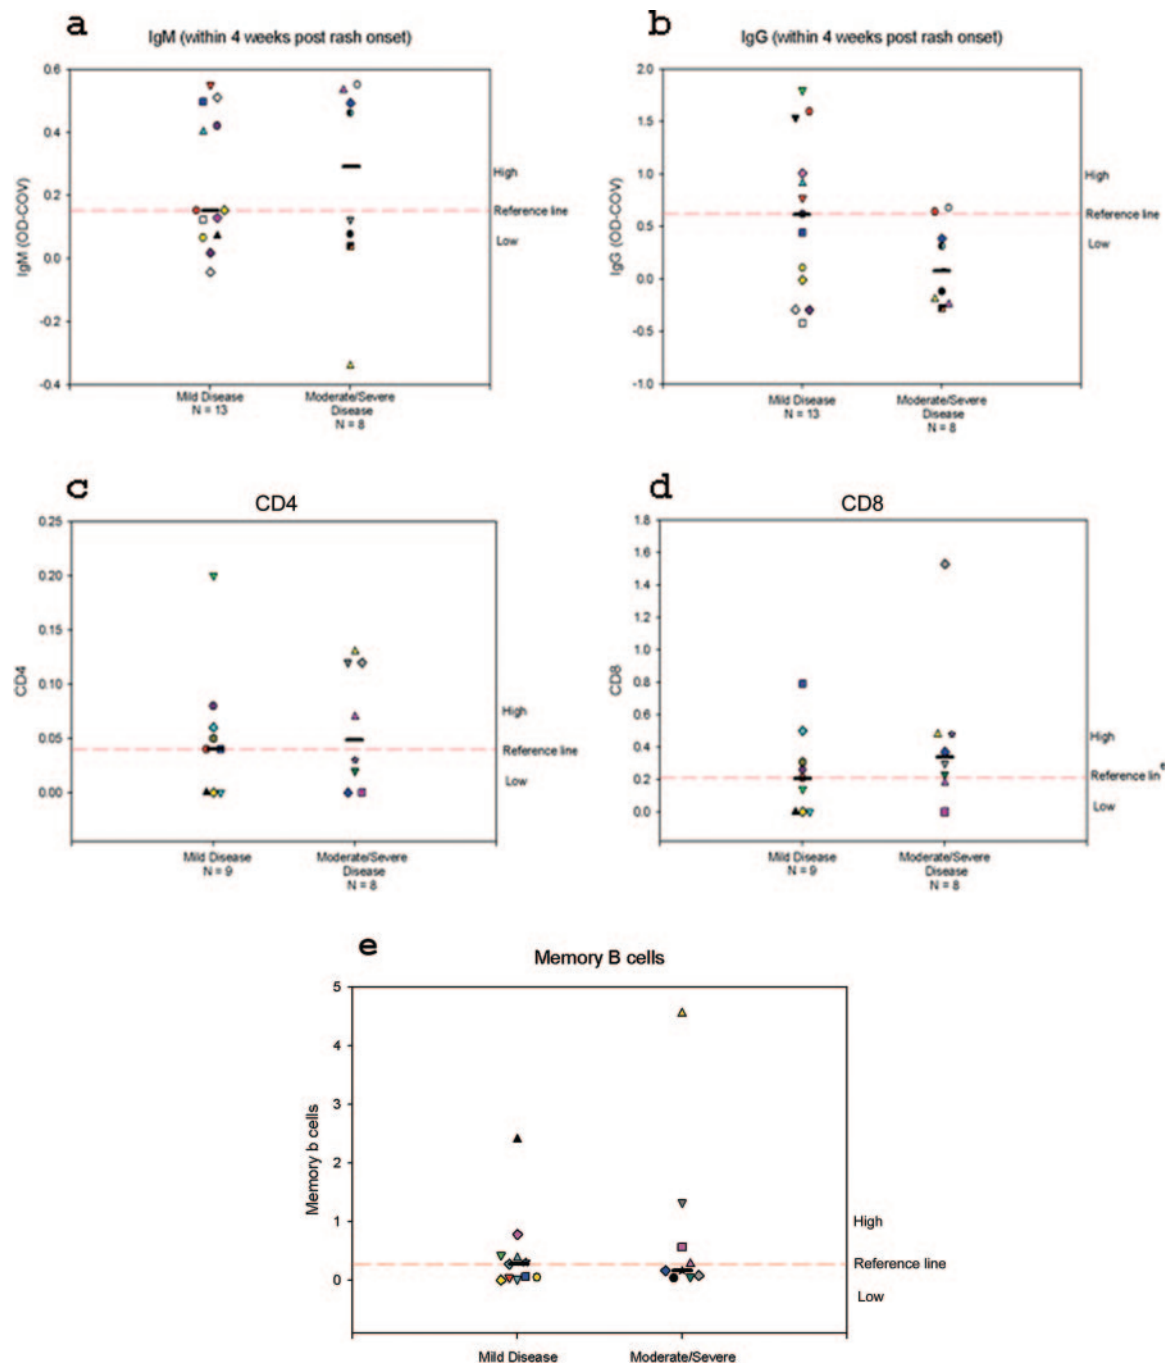 a
IgM (within 4 weeks post rash onset)
0.6
0.4
0.2
0.0
-0.2
-0.4
IgM (OD-COV)
High
Reference line
Low
Mild Disease
N = 13
Moderate/Severe
Disease
N = 8
b
IgG (within 4 weeks post rash onset)
2.0
1.5
1.0
0.5
0.0
-0.5
-1.0
IgG (OD-COV)
High
Reference line
Low
Mild Disease
N = 13
Moderate/Severe
Disease
N = 8
c
CD4
0.25
0.20
0.15
0.10
0.05
0.00
CD4
High
Reference line
Low
Mild Disease
N = 9
Moderate/Severe
Disease
N = 8
d
CD8
1.8
1.6
1.4
1.2
1.0
0.8
0.6
0.4
0.2
0.0
CD8
High
Reference line
Low
Mild Disease
N = 9
Moderate/Severe
Disease
N = 8
e
Memory B cells
5
4
3
2
1
0
Memory b cells
High
Reference line
Low
Mild Disease
Moderate/Severe